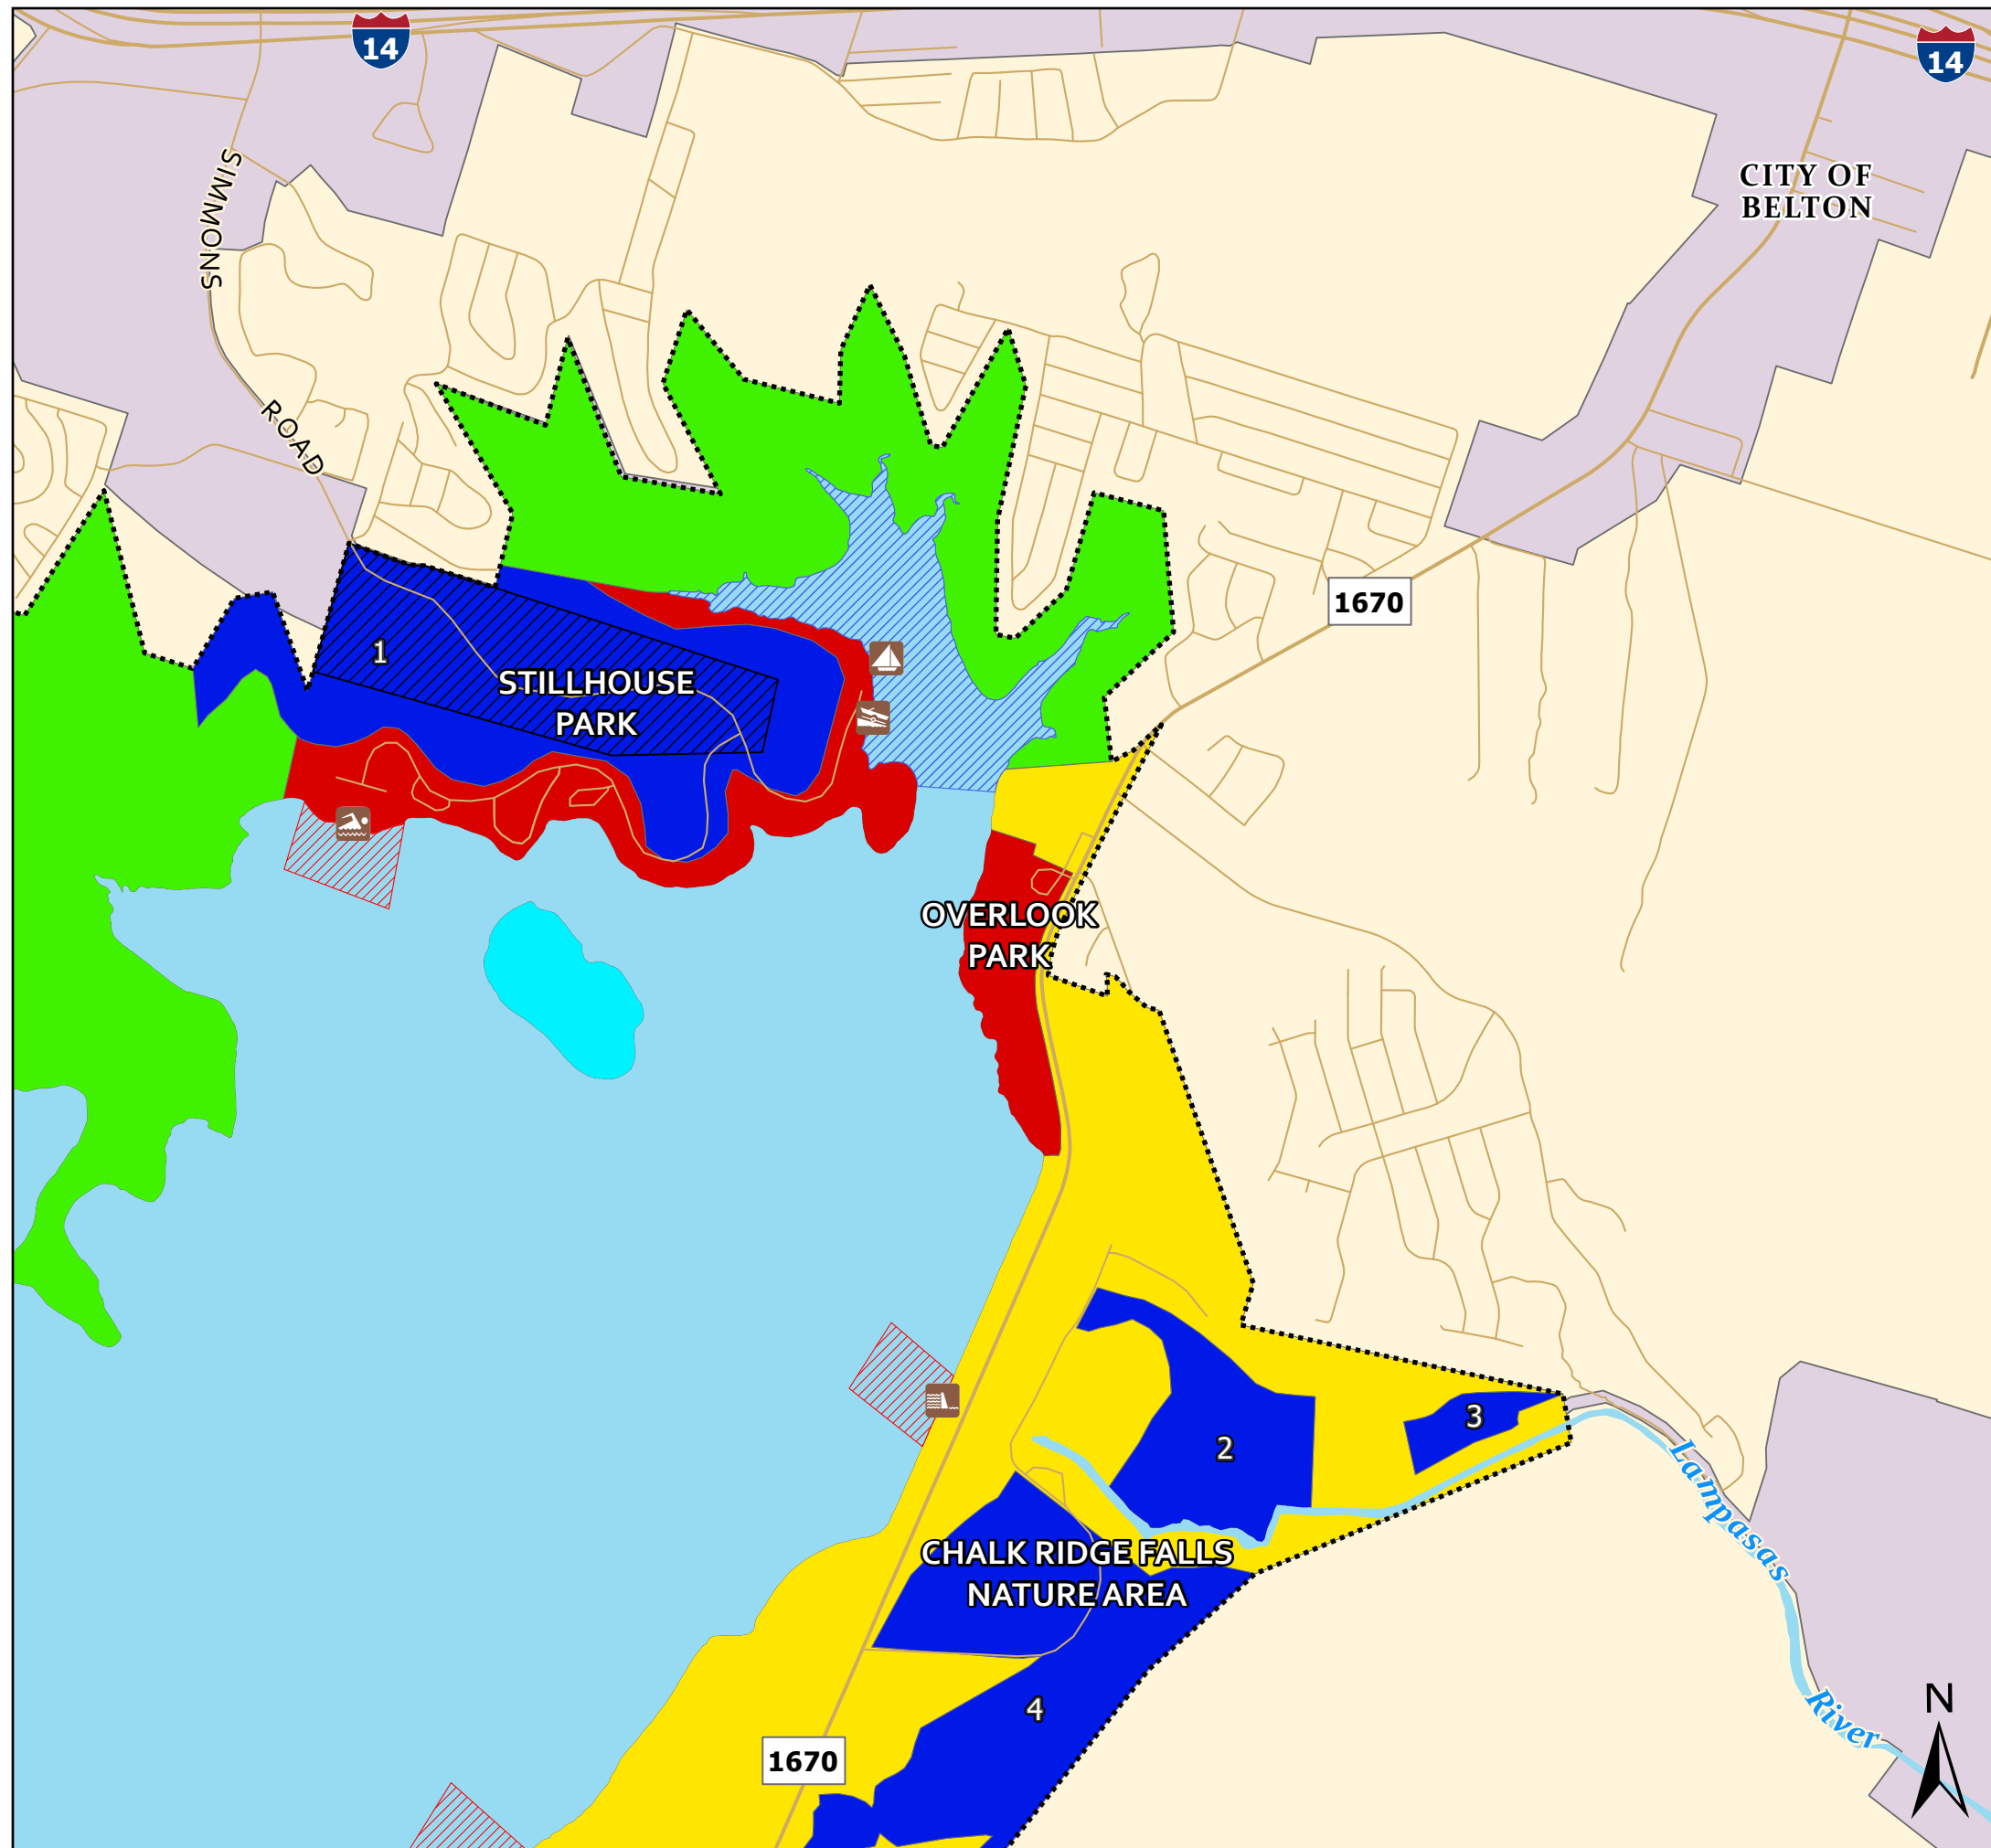 14
14
CITY OF
BELTON
SIMMONS
ROAD
1670
1
STILLHOUSE
PARK
OVERLOOK
PARK
3
2
Lampasas
River
CHALK RIDGE FALLS
NATURE AREA
4
1670
N